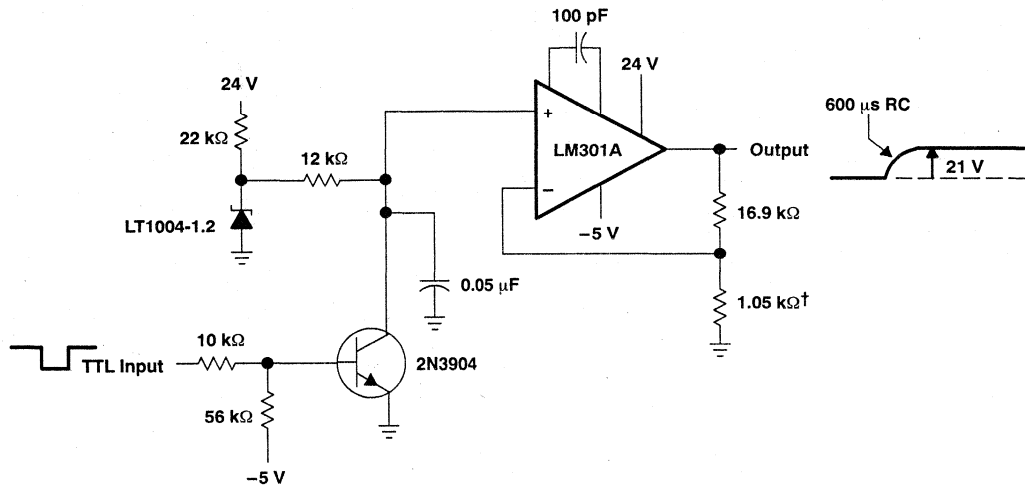 100 pF
24 V
24 V
600 μs RC
22 kΩ
12 kΩ
+
LM301A
Output
21 V
−
LT1004-1.2
−5 V
16.9 kΩ
0.05 μF
1.05 kΩ†
10 kΩ
TTL Input
2N3904
56 kΩ
−5 V